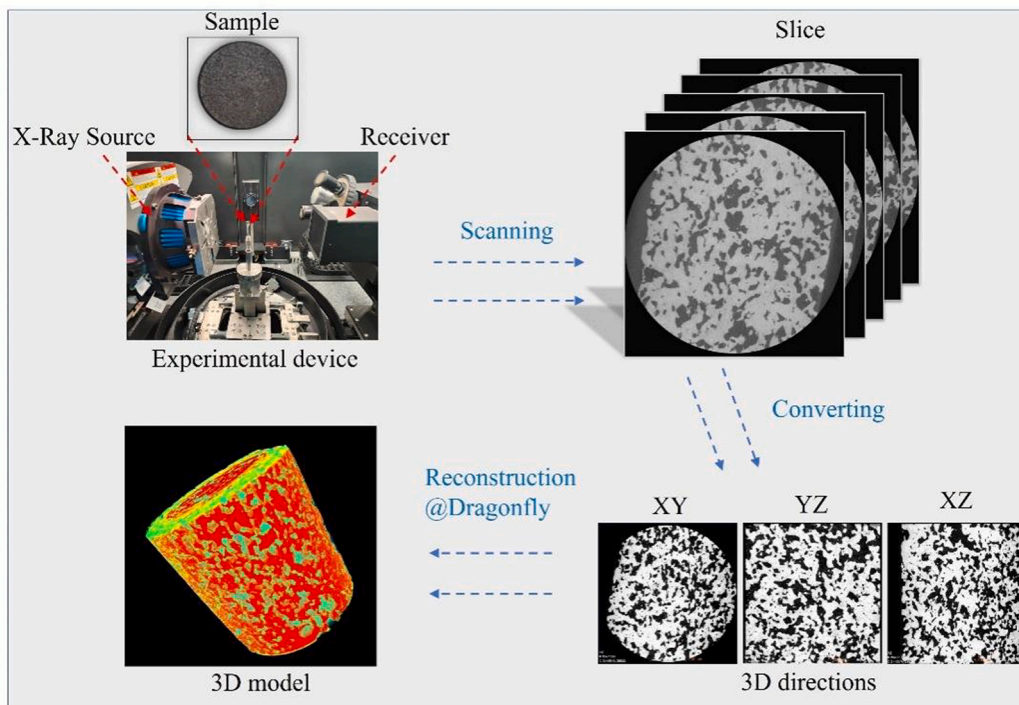 Sample
Slice
X-Ray Source
Receiver
Scanning
Experimental device
Converting
Reconstruction
@Dragonfly
XY
YZ
XZ
3D model
3D directions